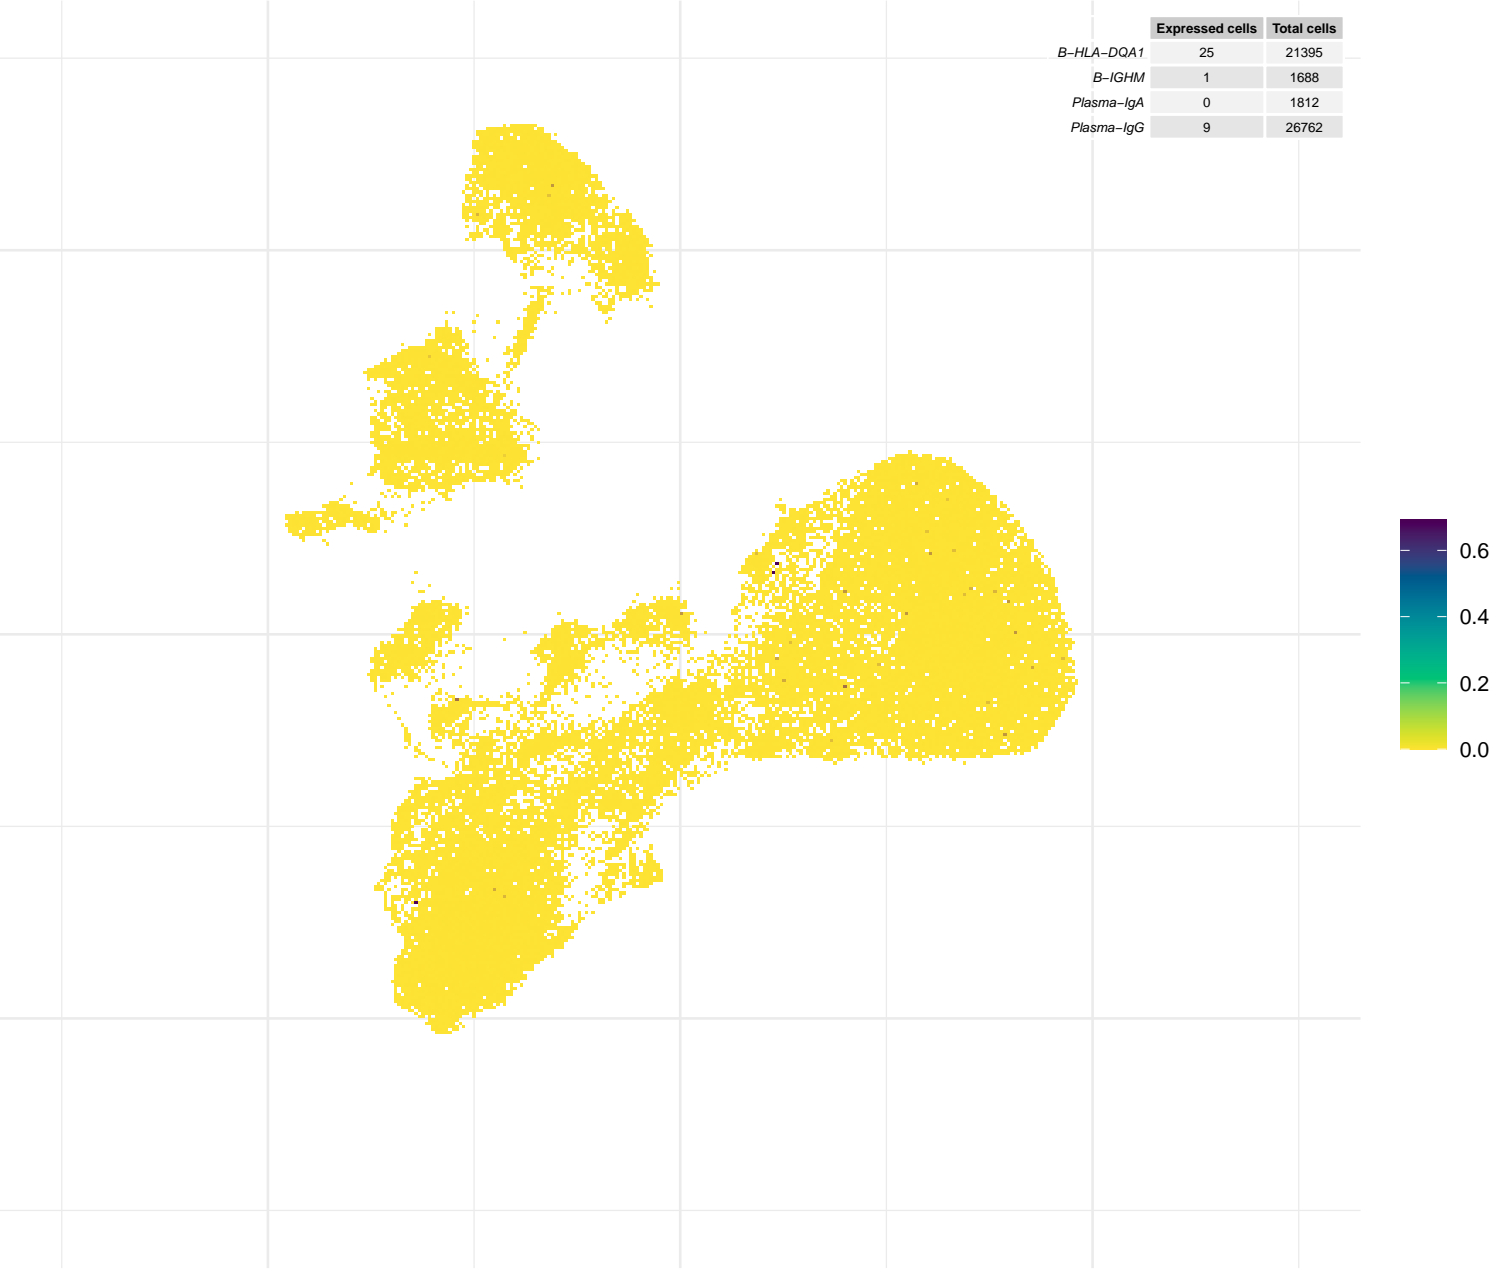 Expressed cells Total cells
B−HLA−DQA1 25 21395
B−IGHM 1 1688
Plasma−IgA 0 1812
Plasma−IgG 9 26762
0.6
0.4
0.2
0.0